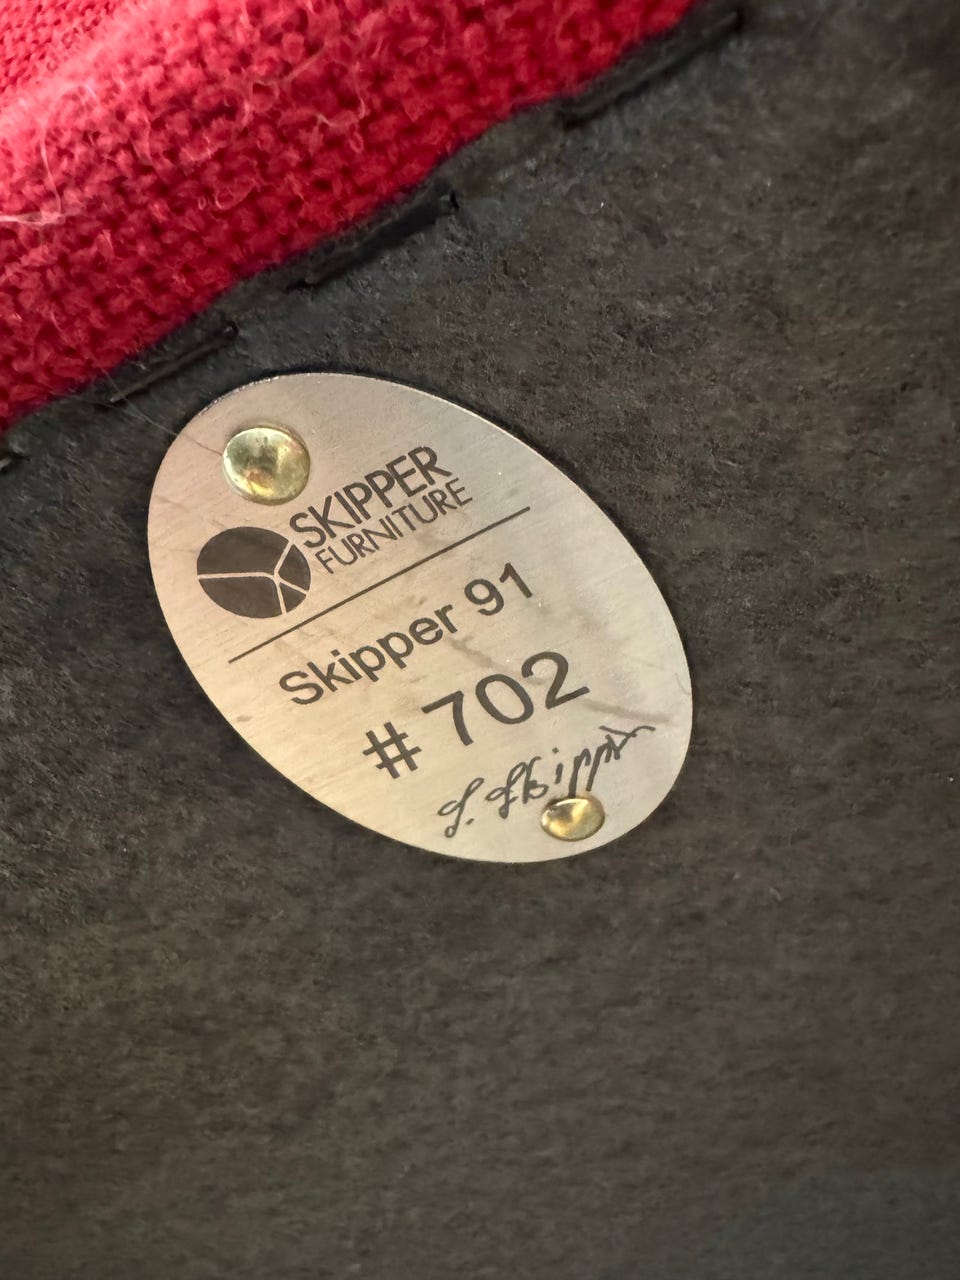 SKIPPER
FURNITURE
Skipper 91
# 702